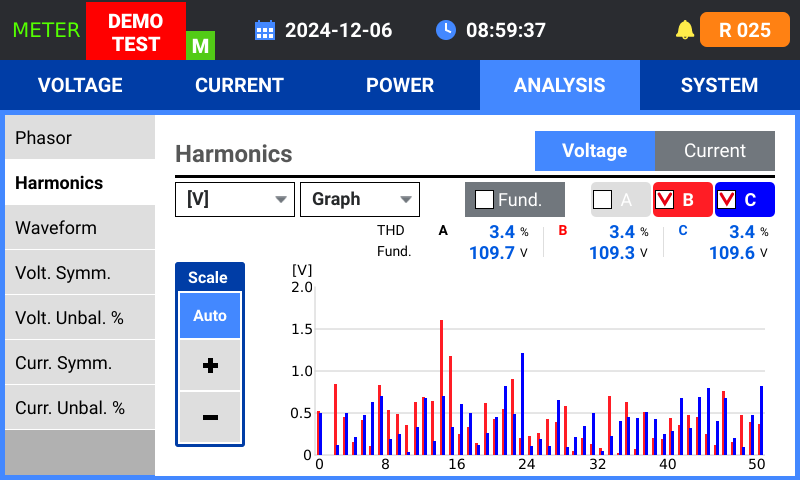 METER
DEMO
TEST
M
2024-12-06
08:59:37
R 025
VOLTAGE CURRENT POWER ANALYSIS SYSTEM
Phasor
Harmonics
Waveform
Volt. Symm.
Volt. Unbal. %
Curr. Symm.
Curr. Unbal. %
Harmonics
Voltage Current
[V] Graph Fund. A B C
THD A 3.4 % B 3.4 % C 3.4 %
Fund. 109.7 V 109.3 V 109.6 V
Scale
Auto
+
−
[V]
2.0
1.5
1.0
0.5
0
0 8 16 24 32 40 50